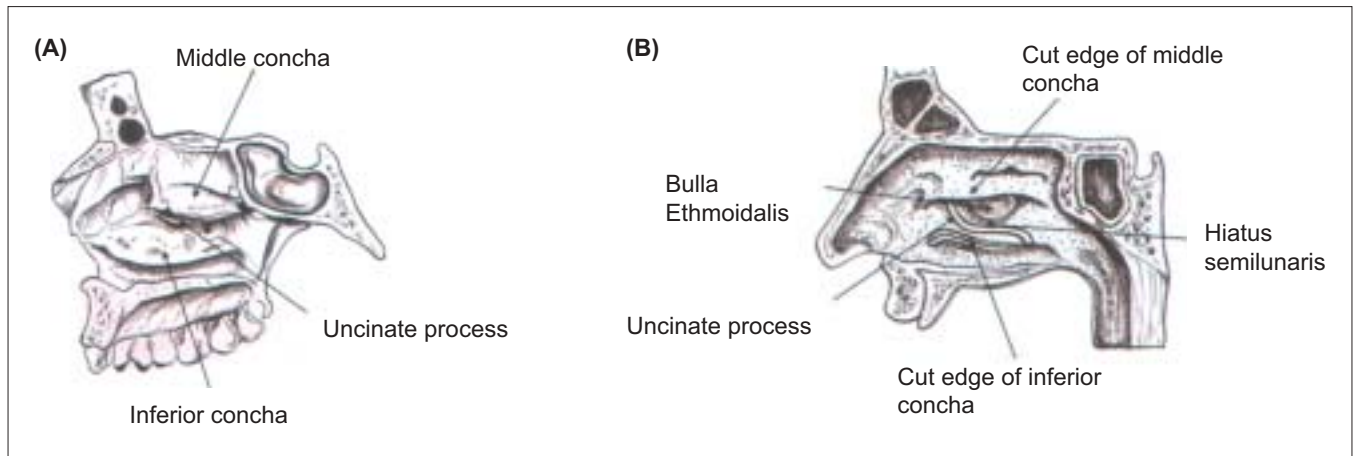 (A)
Middle concha
Uncinate process
Inferior concha
(B)
Cut edge of middle
concha
Bulla
Ethmoidalis
Hiatus
semilunaris
Uncinate process
Cut edge of inferior
concha